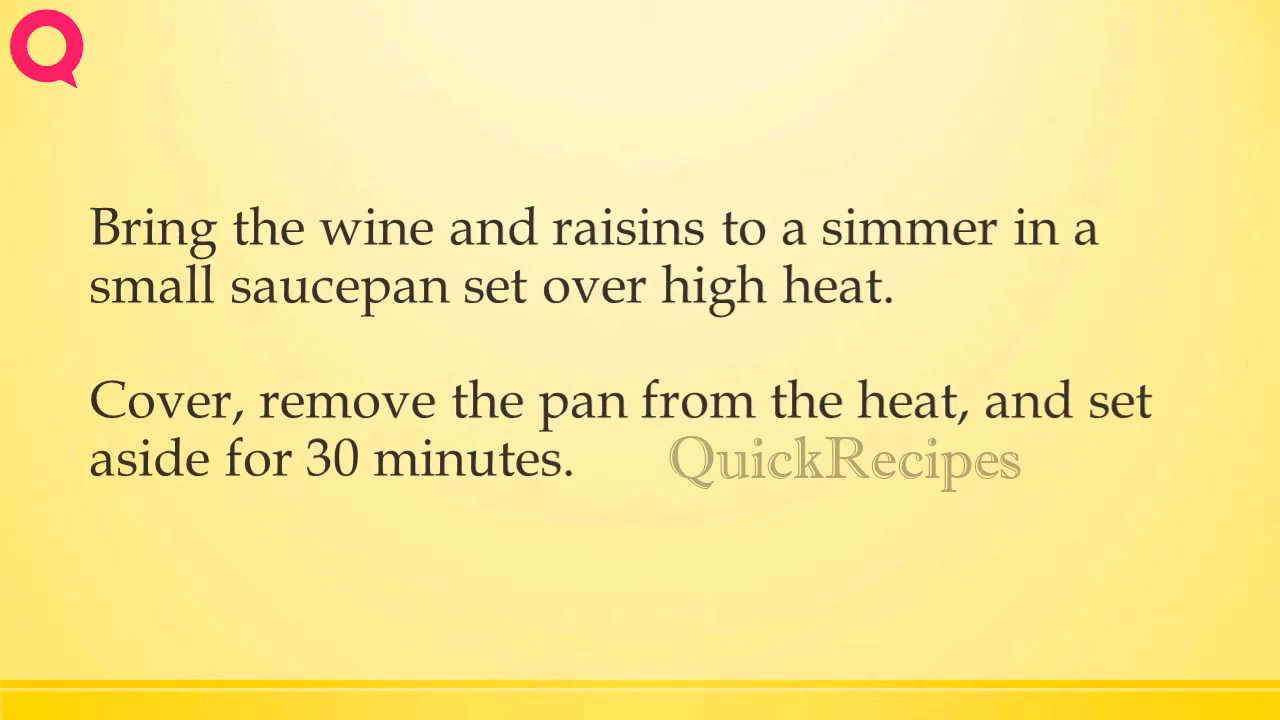 Bring the wine and raisins to a simmer in a
small saucepan set over high heat.
Cover, remove the pan from the heat, and set
aside for 30 minutes.
QuickRecipes